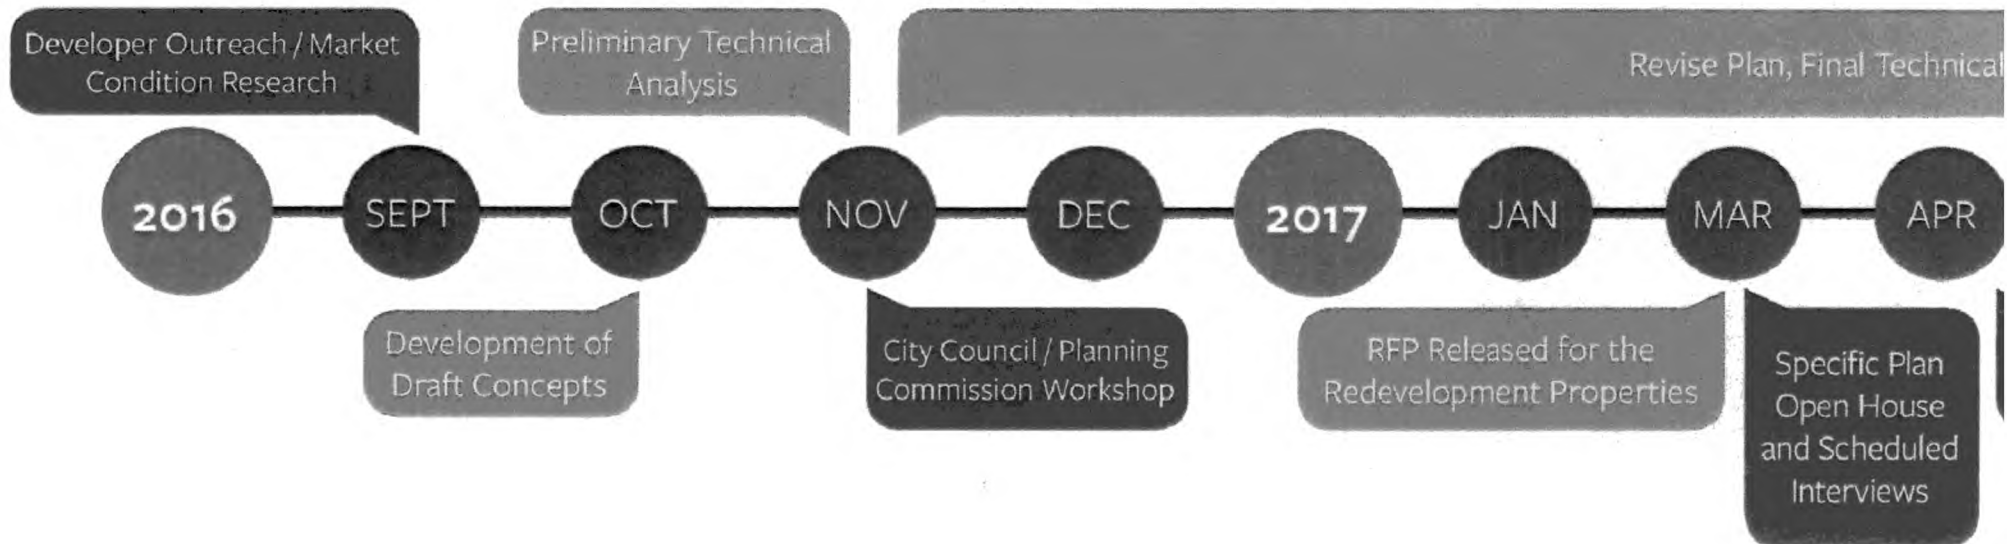 Developer Outreach / Market
Condition Research
Preliminary Technical
Analysis
Revise Plan, Final Technical
2016
SEPT
OCT
NOV
DEC
2017
JAN
MAR
APR
Development of
Draft Concepts
City Council / Planning
Commission Workshop
RFP Released for the
Redevelopment Properties
Specific Plan
Open House
and Scheduled
Interviews